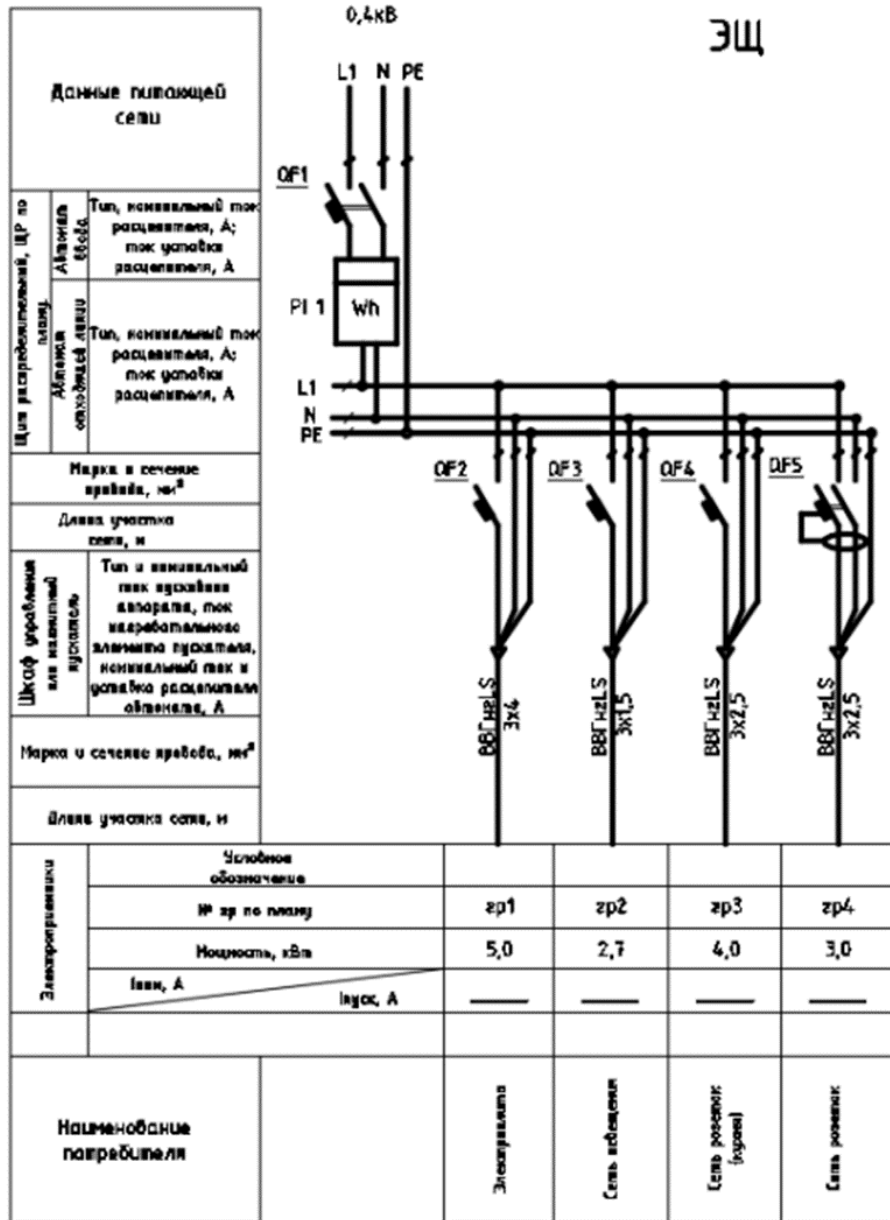 0,4кВ
ЭЩ
L1 N PE
Данные питающей
сети
QF1
Щит распределительный, ЩР по
плану
Автомат
ввода
Тип, номинальный ток
расцепителя, А;
ток уставки
расцепителя, А
PI 1
Wh
Автомат
отходящей линии
Тип, номинальный ток
расцепителя, А;
ток уставки
расцепителя, А
L1
N
PE
Марка и сечение
провода, мм²
QF2
QF3
QF4
QF5
Длина участка
сети, м
Шкаф управления
или магнитный
пускатель
Тип и номинальный
ток пускового
аппарата, ток
нагревательного
элемента пускателя,
номинальный ток и
уставка расцепителя
автомата, А
ВВГнгLS
3х4
ВВГнгLS
3х1,5
ВВГнгLS
3х2,5
ВВГнгLS
3х2,5
Марка и сечение провода, мм²
Длина участка сети, м
Электроприемники
Условное
обозначение
№ гр по плану
гр1
гр2
гр3
гр4
Мощность, кВт
5,0
2,7
4,0
3,0
Iном, А
Iпуск, А
Наименование
потребителя
Электроплита
Сеть освещения
Сеть розеток
(кухня)
Сеть розеток